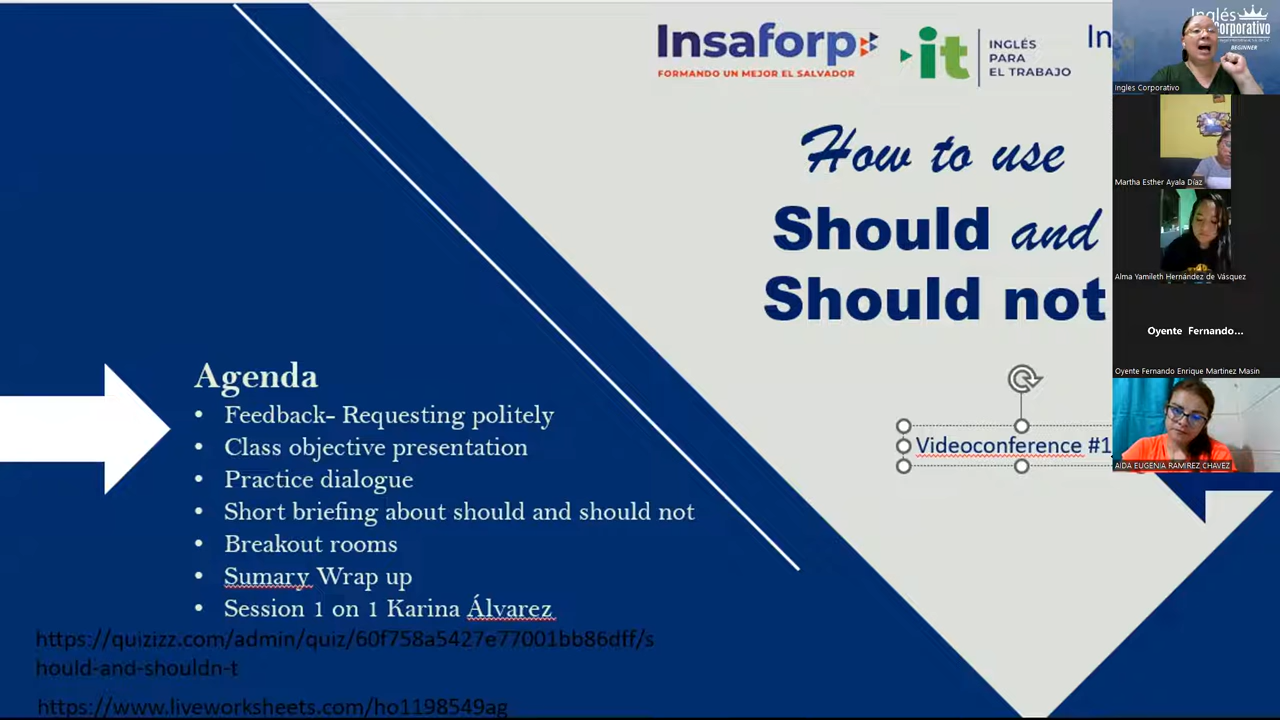 Insaforp
FORMANDO UN MEJOR EL SALVADOR
it
INGLÉS
PARA
EL TRABAJO
In
How to use
Should and
Should not
Videoconference #1
Agenda
• Feedback- Requesting politely
• Class objective presentation
• Practice dialogue
• Short briefing about should and should not
• Breakout rooms
• Sumary Wrap up
• Session 1 on 1 Karina Álvarez
https://quizizz.com/admin/quiz/60f758a5427e77001bb86dff/s
hould-and-shouldn-t
https://www.liveworksheets.com/ho1198549ag
Inglés
Corporativo
BEGINNER
Ingles Corporativo
Martha Esther Ayala Díaz
Alma Yamileth Hernández de Vásquez
Oyente Fernando...
Oyente Fernando Enrique Martinez Masin
AIDA EUGENIA RAMIREZ CHAVEZ